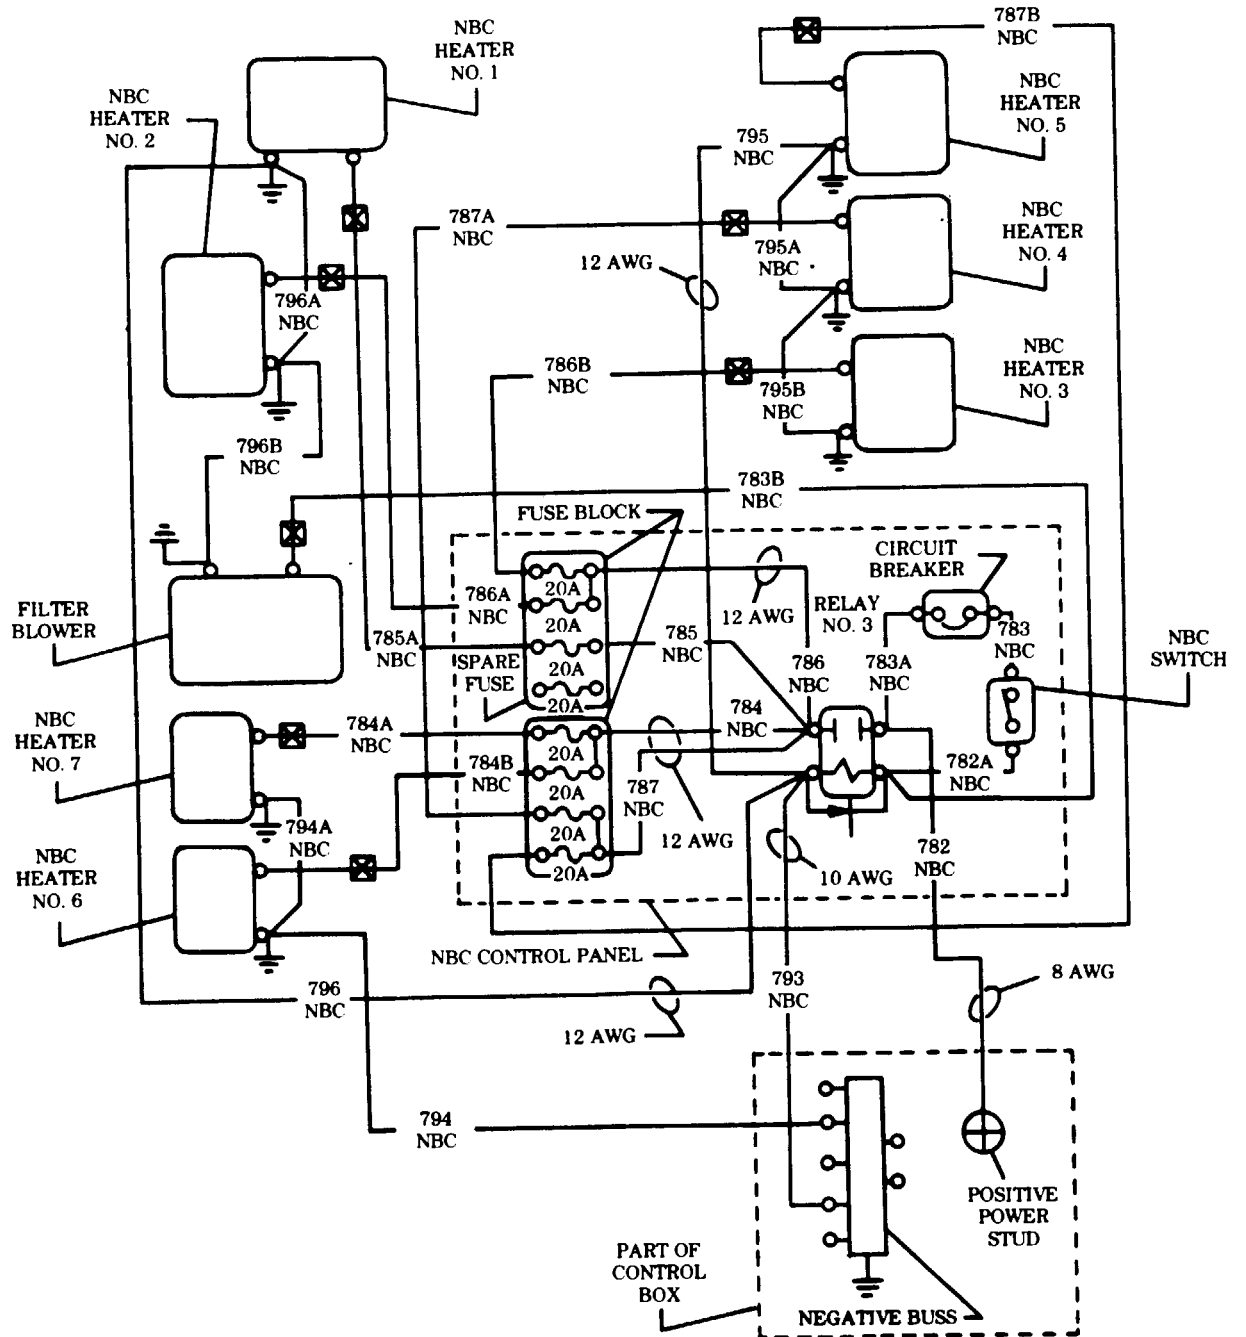 787B
NBC
NBC
HEATER
NO. 1
NBC
HEATER
NO. 2
NBC
HEATER
NO. 5
795
NBC
787A
NBC
NBC
HEATER
NO. 4
795A
NBC
12 AWG
796A
NBC
786B
NBC
NBC
HEATER
NO. 3
795B
NBC
796B
NBC
783B
NBC
FUSE BLOCK
CIRCUIT
BREAKER
20A
786A
NBC
12 AWG
RELAY
NO. 3
FILTER
BLOWER
20A
785A
NBC
785
NBC
783
NBC
NBC
SWITCH
SPARE
FUSE
20A
20A
786
NBC
783A
NBC
NBC
HEATER
NO. 7
784A
NBC
784
NBC
20A
784B
NBC
782A
NBC
20A
787
NBC
794A
NBC
20A
12 AWG
782
NBC
NBC
HEATER
NO. 6
20A
10 AWG
NBC CONTROL PANEL
796
NBC
793
NBC
8 AWG
12 AWG
794
NBC
POSITIVE
POWER
STUD
PART OF
CONTROL
BOX
NEGATIVE BUSS